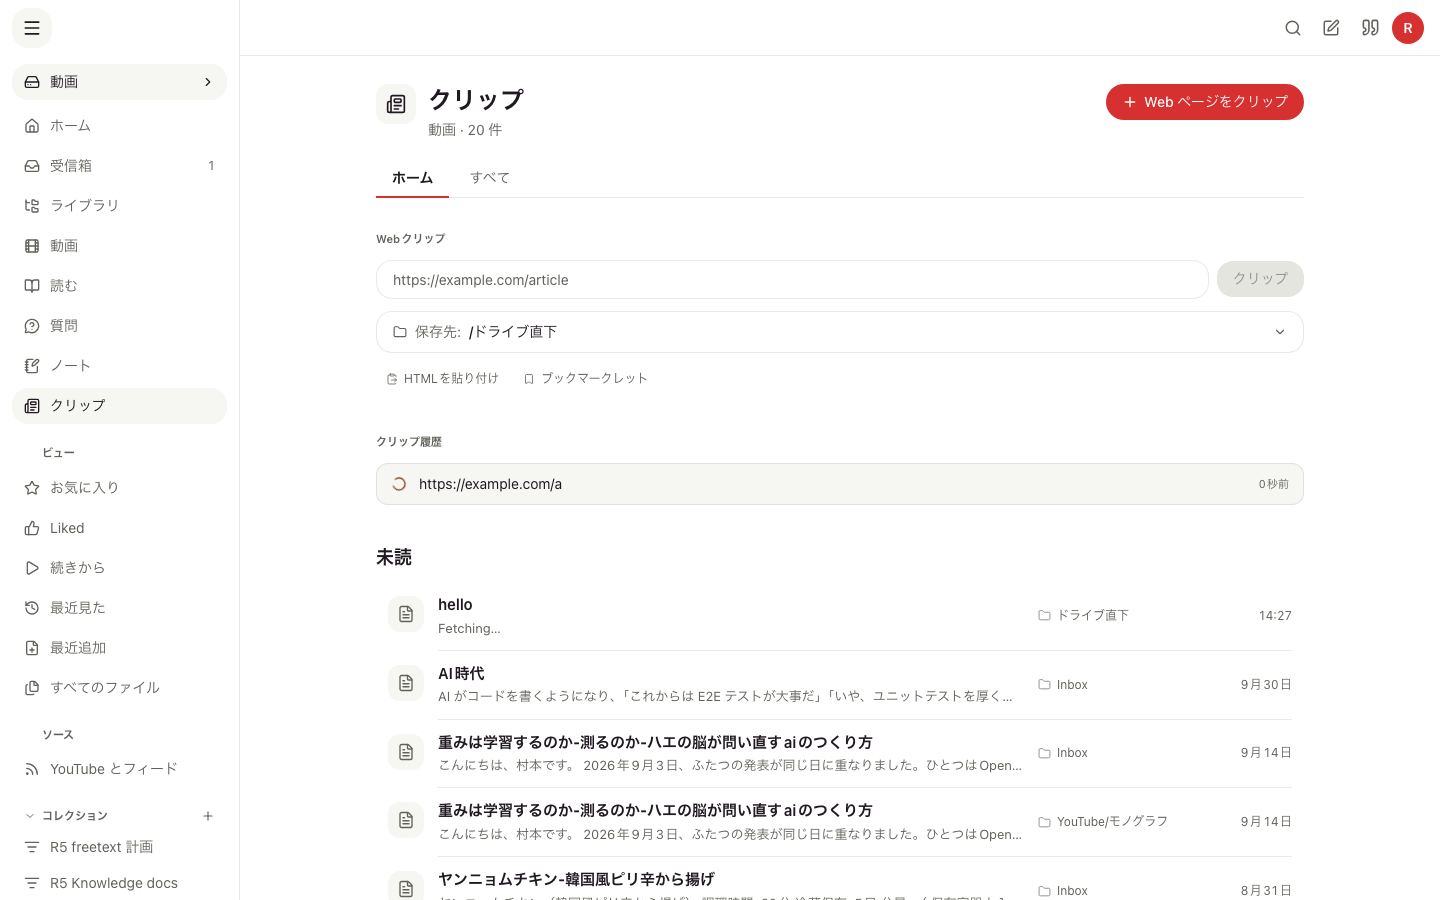 動画
ホーム
受信箱 1
ライブラリ
動画
読む
質問
ノート
クリップ
ビュー
お気に入り
Liked
続きから
最近見た
最近追加
すべてのファイル
ソース
YouTube とフィード
コレクション
R5 freetext 計画
R5 Knowledge docs
R
クリップ
動画 · 20 件
Web ページをクリップ
ホーム すべて
Webクリップ
https://example.com/article クリップ
保存先: /ドライブ直下
HTMLを貼り付け ブックマークレット
クリップ履歴
https://example.com/a 0秒前
未読
hello
Fetching...
ドライブ直下 14:27
AI時代
AI がコードを書くようになり、「これからは E2E テストが大事だ」「いや、ユニットテストを厚く...
Inbox 9月30日
重みは学習するのか-測るのか-ハエの脳が問い直すaiのつくり方
こんにちは、村本です。 2026年9月3日、ふたつの発表が同じ日に重なりました。ひとつはOpen...
Inbox 9月14日
重みは学習するのか-測るのか-ハエの脳が問い直すaiのつくり方
こんにちは、村本です。 2026年9月3日、ふたつの発表が同じ日に重なりました。ひとつはOpen...
YouTube/モノグラフ 9月14日
ヤンニョムチキン-韓国風ピリ辛から揚げ
Inbox 8月31日